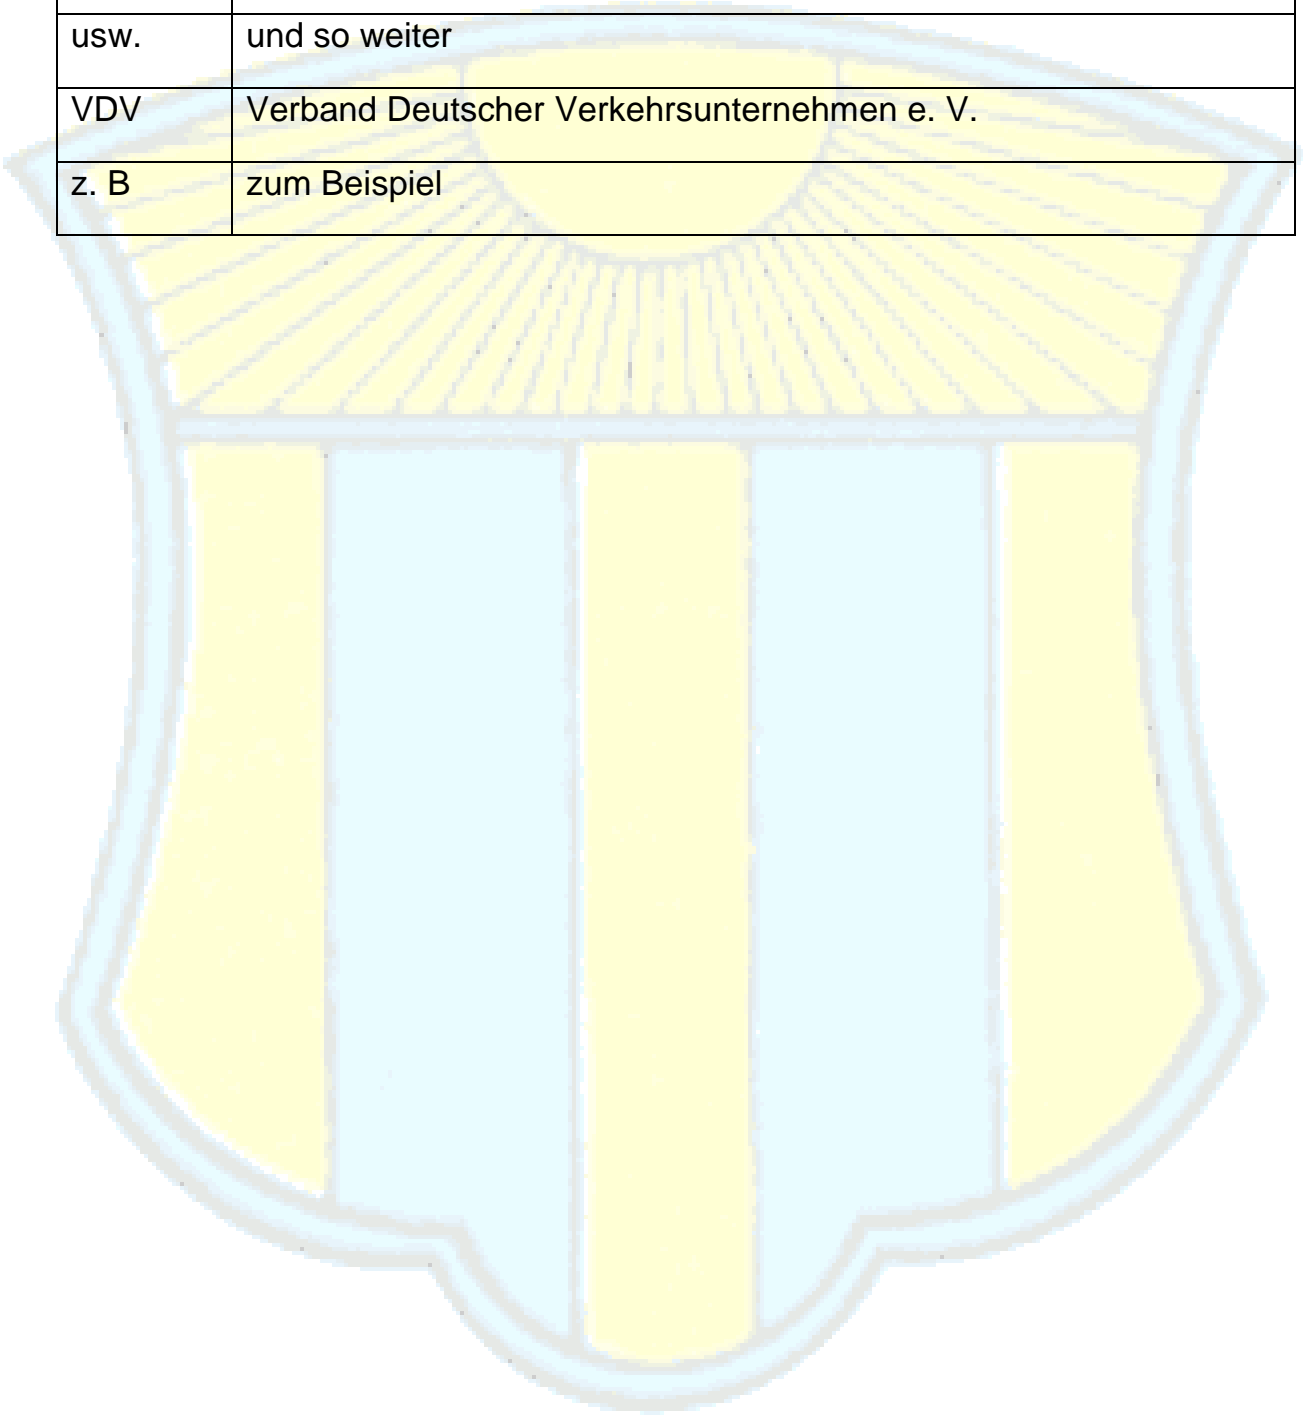 usw. und so weiter
VDV Verband Deutscher Verkehrsunternehmen e. V.
z. B zum Beispiel